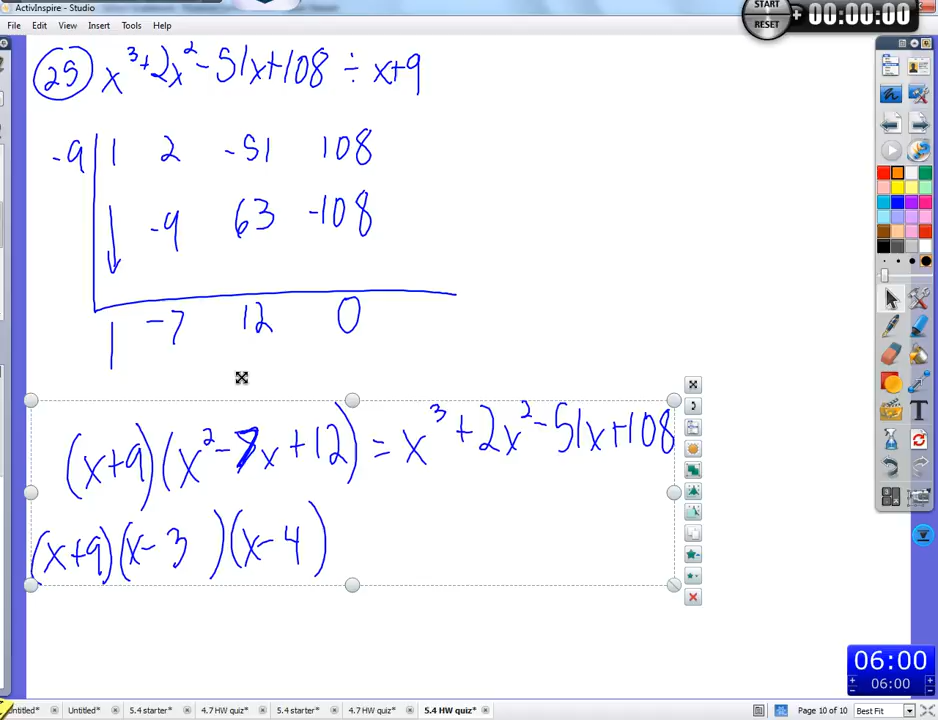 ActivInspire - Studio
START
RESET
00:00:00
File Edit View Insert Tools Help
25 x³+2x²-51x+108 ÷ x+9
-9 1 2 -51 108
-9 63 -108
1 -7 12 0
(x+9)(x²-7x+12) = x³+2x²-51x+108
(x+9)(x-3)(x-4)
06:00
06:00
ntitled* Untitled* 5.4 starter* 4.7 HW quiz* 5.4 starter* 4.7 HW quiz* 5.4 HW quiz* Page 10 of 10 Best Fit